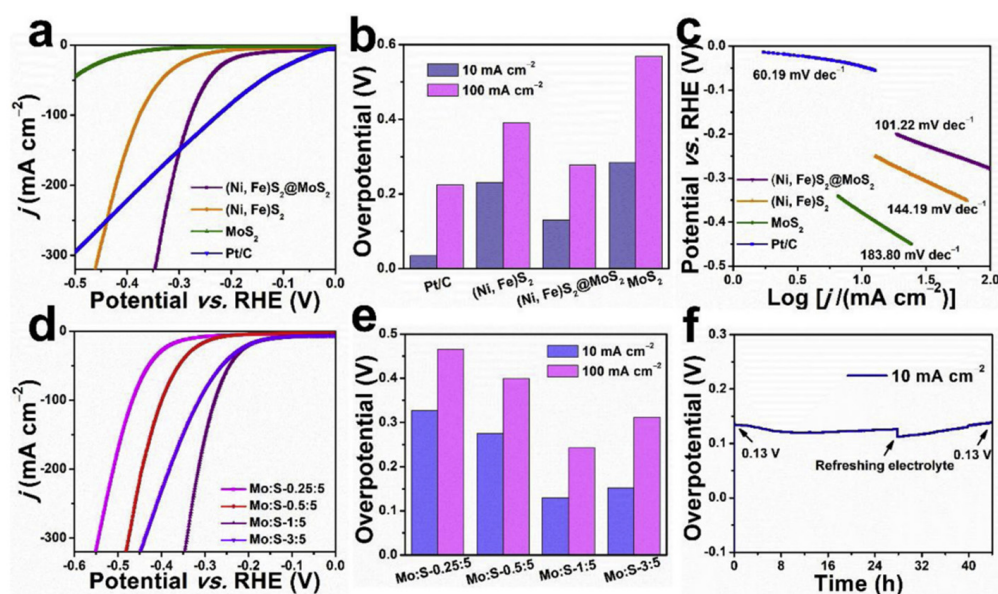 a
0
-50
-100
-150
-200
-250
-300
j (mA cm⁻²)
(Ni, Fe)S₂@MoS₂
(Ni, Fe)S₂
MoS₂
Pt/C
-0.5 -0.4 -0.3 -0.2 -0.1 0.0
Potential vs. RHE (V)
b
0.6
0.4
0.2
0.0
Overpotential (V)
10 mA cm⁻²
100 mA cm⁻²
Pt/C (Ni, Fe)S₂ (Ni, Fe)S₂@MoS₂ MoS₂
c
0.0
-0.1
-0.2
-0.3
-0.4
-0.5
Potential vs. RHE (V)
60.19 mV dec⁻¹
101.22 mV dec⁻¹
144.19 mV dec⁻¹
183.80 mV dec⁻¹
(Ni, Fe)S₂@MoS₂
(Ni, Fe)S₂
MoS₂
Pt/C
0.0 0.5 1.0 1.5 2.0
Log [j /(mA cm⁻²)]
d
0
-100
-200
-300
j (mA cm⁻²)
Mo:S-0.25:5
Mo:S-0.5:5
Mo:S-1:5
Mo:S-3:5
-0.6 -0.5 -0.4 -0.3 -0.2 -0.1 0.0
Potential vs. RHE (V)
e
0.5
0.4
0.3
0.2
0.1
0.0
Overpotential (V)
10 mA cm⁻²
100 mA cm⁻²
Mo:S-0.25:5 Mo:S-0.5:5 Mo:S-1:5 Mo:S-3:5
f
0.3
0.2
0.1
0.0
-0.1
Overpotential (V)
10 mA cm⁻²
0.13 V
Refreshing electrolyte
0.13 V
0 8 16 24 32 40
Time (h)